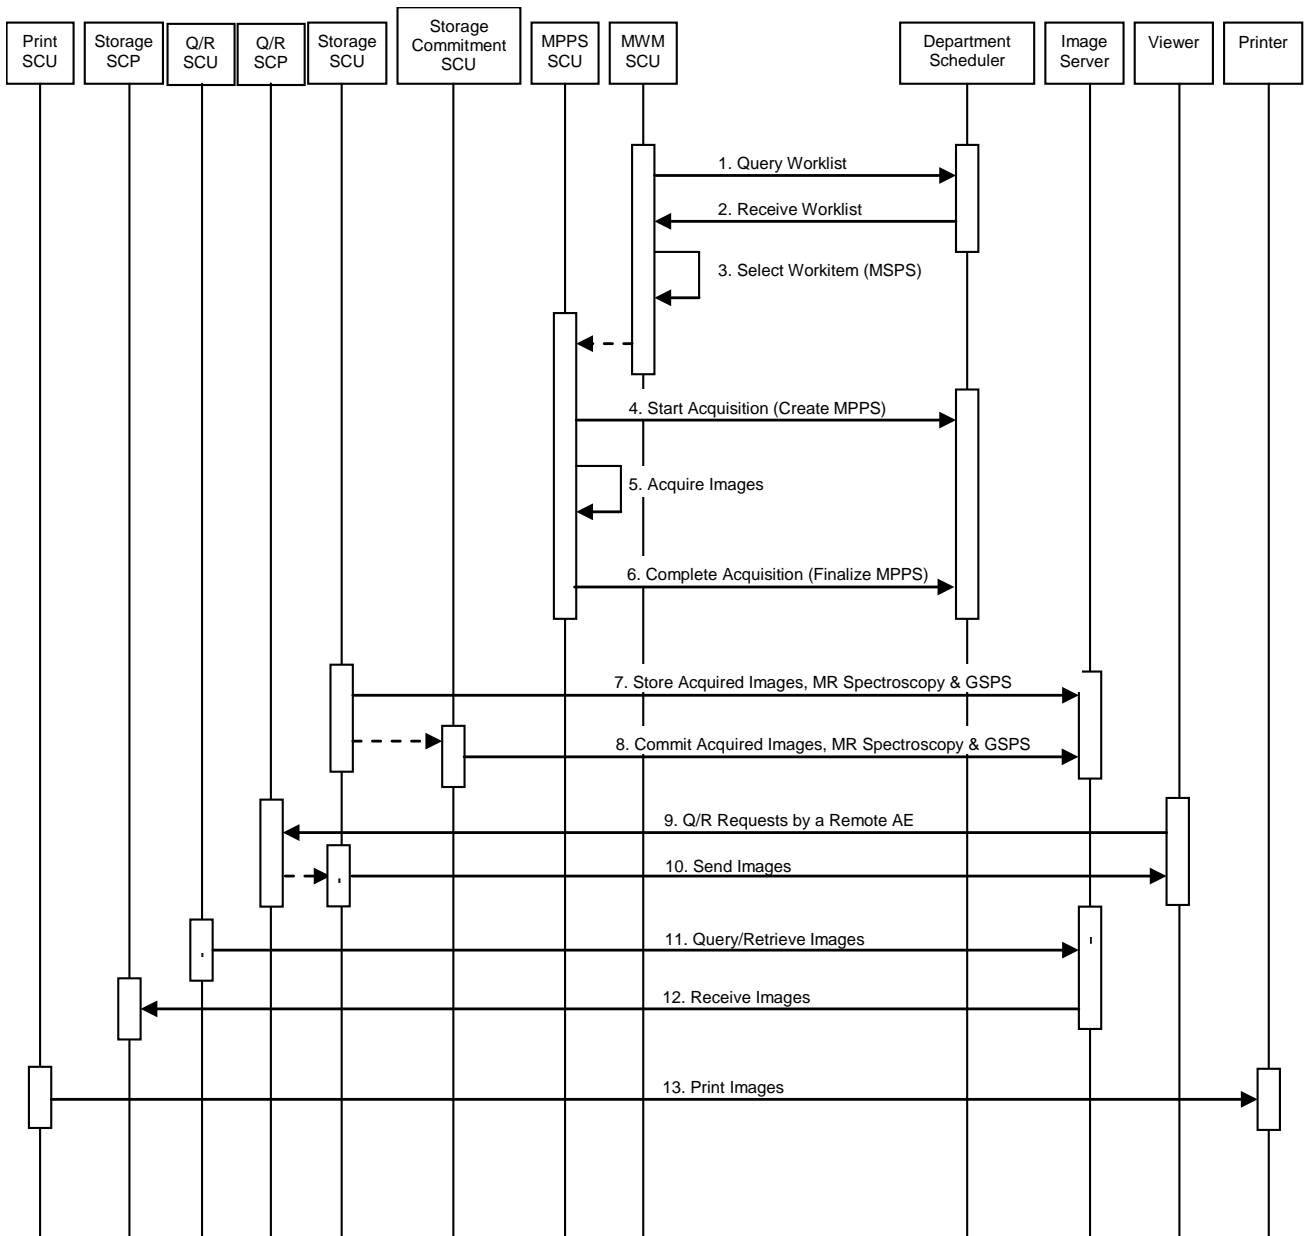 Print
SCU
Storage
SCP
Q/R
SCU
Q/R
SCP
Storage
SCU
Storage
Commitment
SCU
MPPS
SCU
MWM
SCU
Department
Scheduler
Image
Server
Viewer
Printer
1. Query Worklist
2. Receive Worklist
3. Select Workitem (MSPS)
4. Start Acquisition (Create MPPS)
5. Acquire Images
6. Complete Acquisition (Finalize MPPS)
7. Store Acquired Images, MR Spectroscopy & GSPS
8. Commit Acquired Images, MR Spectroscopy & GSPS
9. Q/R Requests by a Remote AE
10. Send Images
11. Query/Retrieve Images
12. Receive Images
13. Print Images